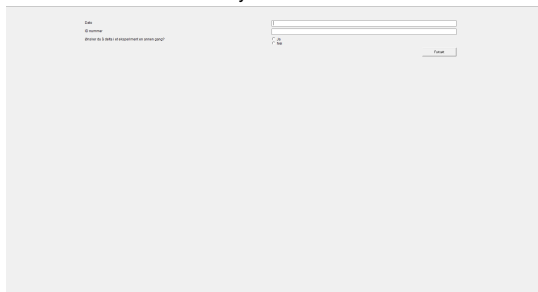 Dato
ID nummer
Ønsker du å delta i et eksperiment en annen gang?
Ja
Nei
Fortsett